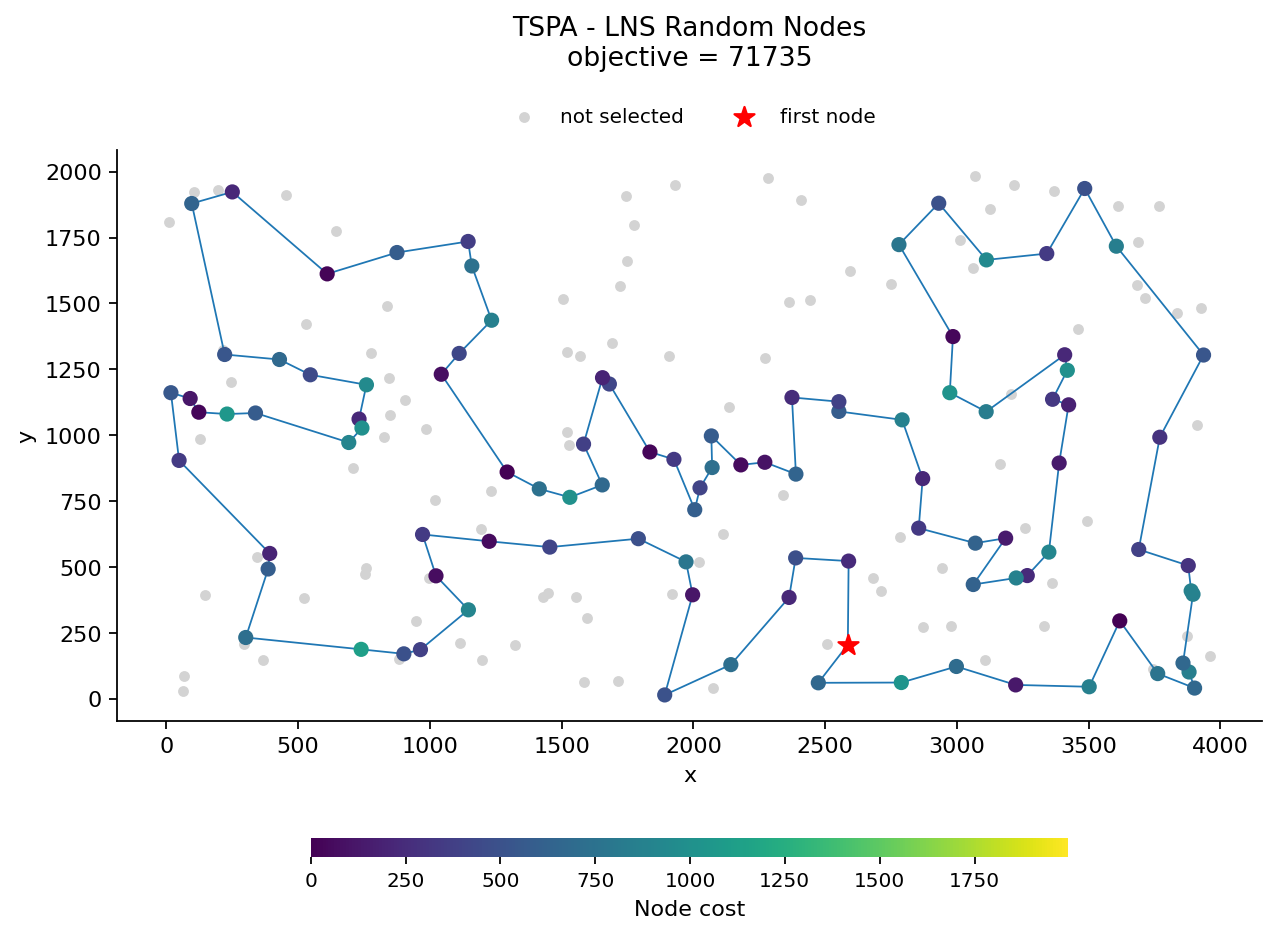 TSPA - LNS Random Nodes
objective = 71735
not selected
first node
2000
1750
1500
1250
1000
750
500
250
0
y
0 500 1000 1500 2000 2500 3000 3500 4000
x
0 250 500 750 1000 1250 1500 1750
Node cost